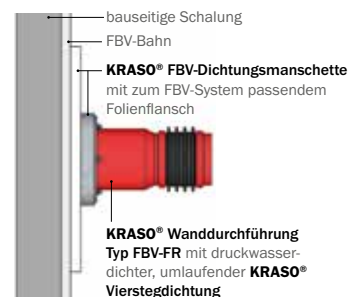 bauseitige Schalung
FBV-Bahn
KRASO® FBV-Dichtungsmanschette
mit zum FBV-System passendem
Folienflansch
KRASO® Wanddurchführung
Typ FBV-FR mit druckwasser-
dichter, umlaufender KRASO®
Vierstegdichtung